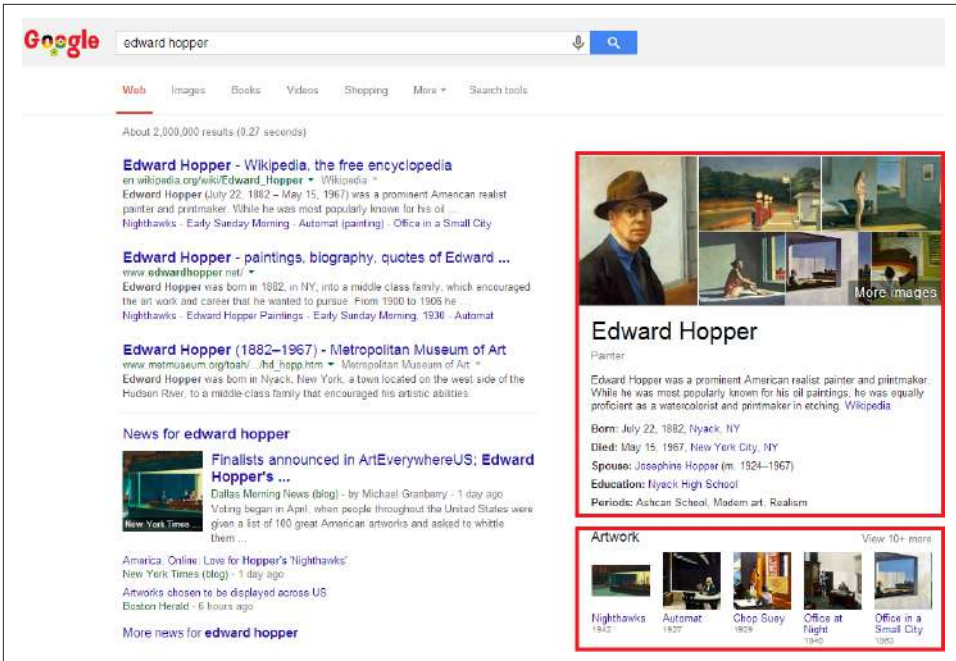 Google
edward hopper
Web Images Books Videos Shopping More Search tools
About 2,000,000 results (0.27 seconds)
Edward Hopper - Wikipedia, the free encyclopedia
en.wikipedia.org/wiki/Edward_Hopper Wikipedia
Edward Hopper (July 22, 1882 – May 15, 1967) was a prominent American realist
painter and printmaker. While he was most popularly known for his oil ...
Nighthawks - Early Sunday Morning - Automat (painting) - Office in a Small City
Edward Hopper - paintings, biography, quotes of Edward ...
www.edwardhopper.net/
Edward Hopper was born in 1882, in NY, into a middle class family, which encouraged
the art work and career that he wanted to pursue. From 1900 to 1906 he ...
Nighthawks - Edward Hopper Paintings - Early Sunday Morning, 1930 - Automat
Edward Hopper (1882–1967) - Metropolitan Museum of Art
www.metmuseum.org/toah/.../hd_hopp.htm Metropolitan Museum of Art
Edward Hopper was born in Nyack, New York, a town located on the west side of the
Hudson River, to a middle-class family that encouraged his artistic abilities.
News for edward hopper
Finalists announced in ArtEverywhereUS; Edward
Hopper's ...
Dallas Morning News (blog) - by Michael Granberry - 1 day ago
Voting began in April, when people throughout the United States were
given a list of 100 great American artworks and asked to whittle
them ...
New York Times ...
America, Online: Love for Hopper's 'Nighthawks'
New York Times (blog) - 1 day ago
Artworks chosen to be displayed across US
Boston Herald - 6 hours ago
More news for edward hopper
More images
Edward Hopper
Painter
Edward Hopper was a prominent American realist painter and printmaker.
While he was most popularly known for his oil paintings, he was equally
proficient as a watercolorist and printmaker in etching. Wikipedia
Born: July 22, 1882, Nyack, NY
Died: May 15, 1967, New York City, NY
Spouse: Josephine Hopper (m. 1924–1967)
Education: Nyack High School
Periods: Ashcan School, Modern art, Realism
Artwork View 10+ more
Nighthawks
1942
Automat
1927
Chop Suey
1929
Office at
Night
1940
Office in a
Small City
1953